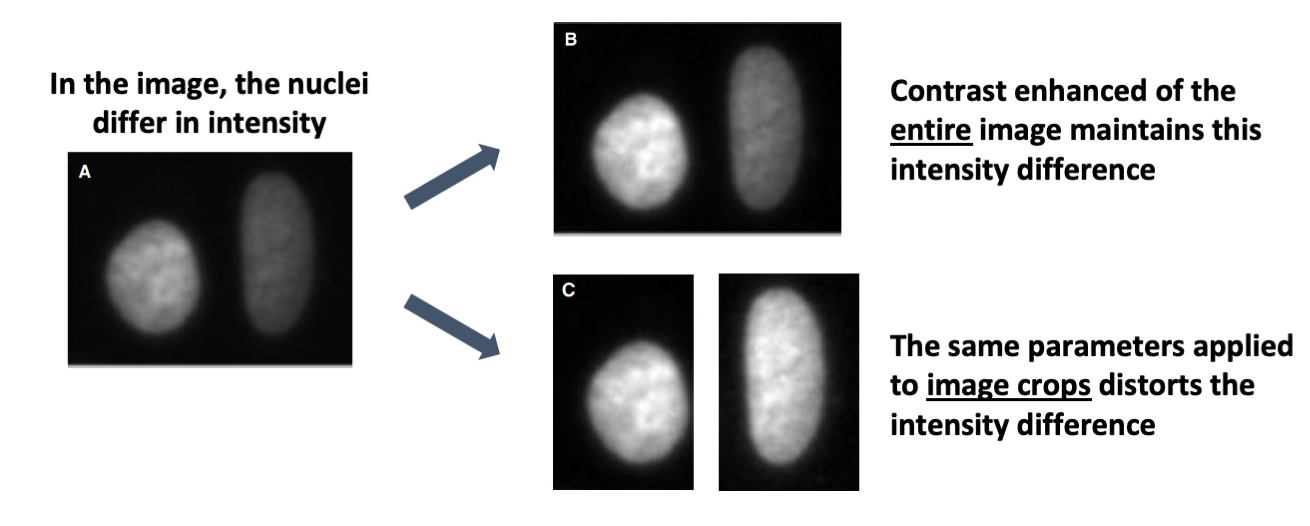 In the image, the nuclei
differ in intensity
A
B
Contrast enhanced of the
entire image maintains this
intensity difference
C
The same parameters applied
to image crops distorts the
intensity difference